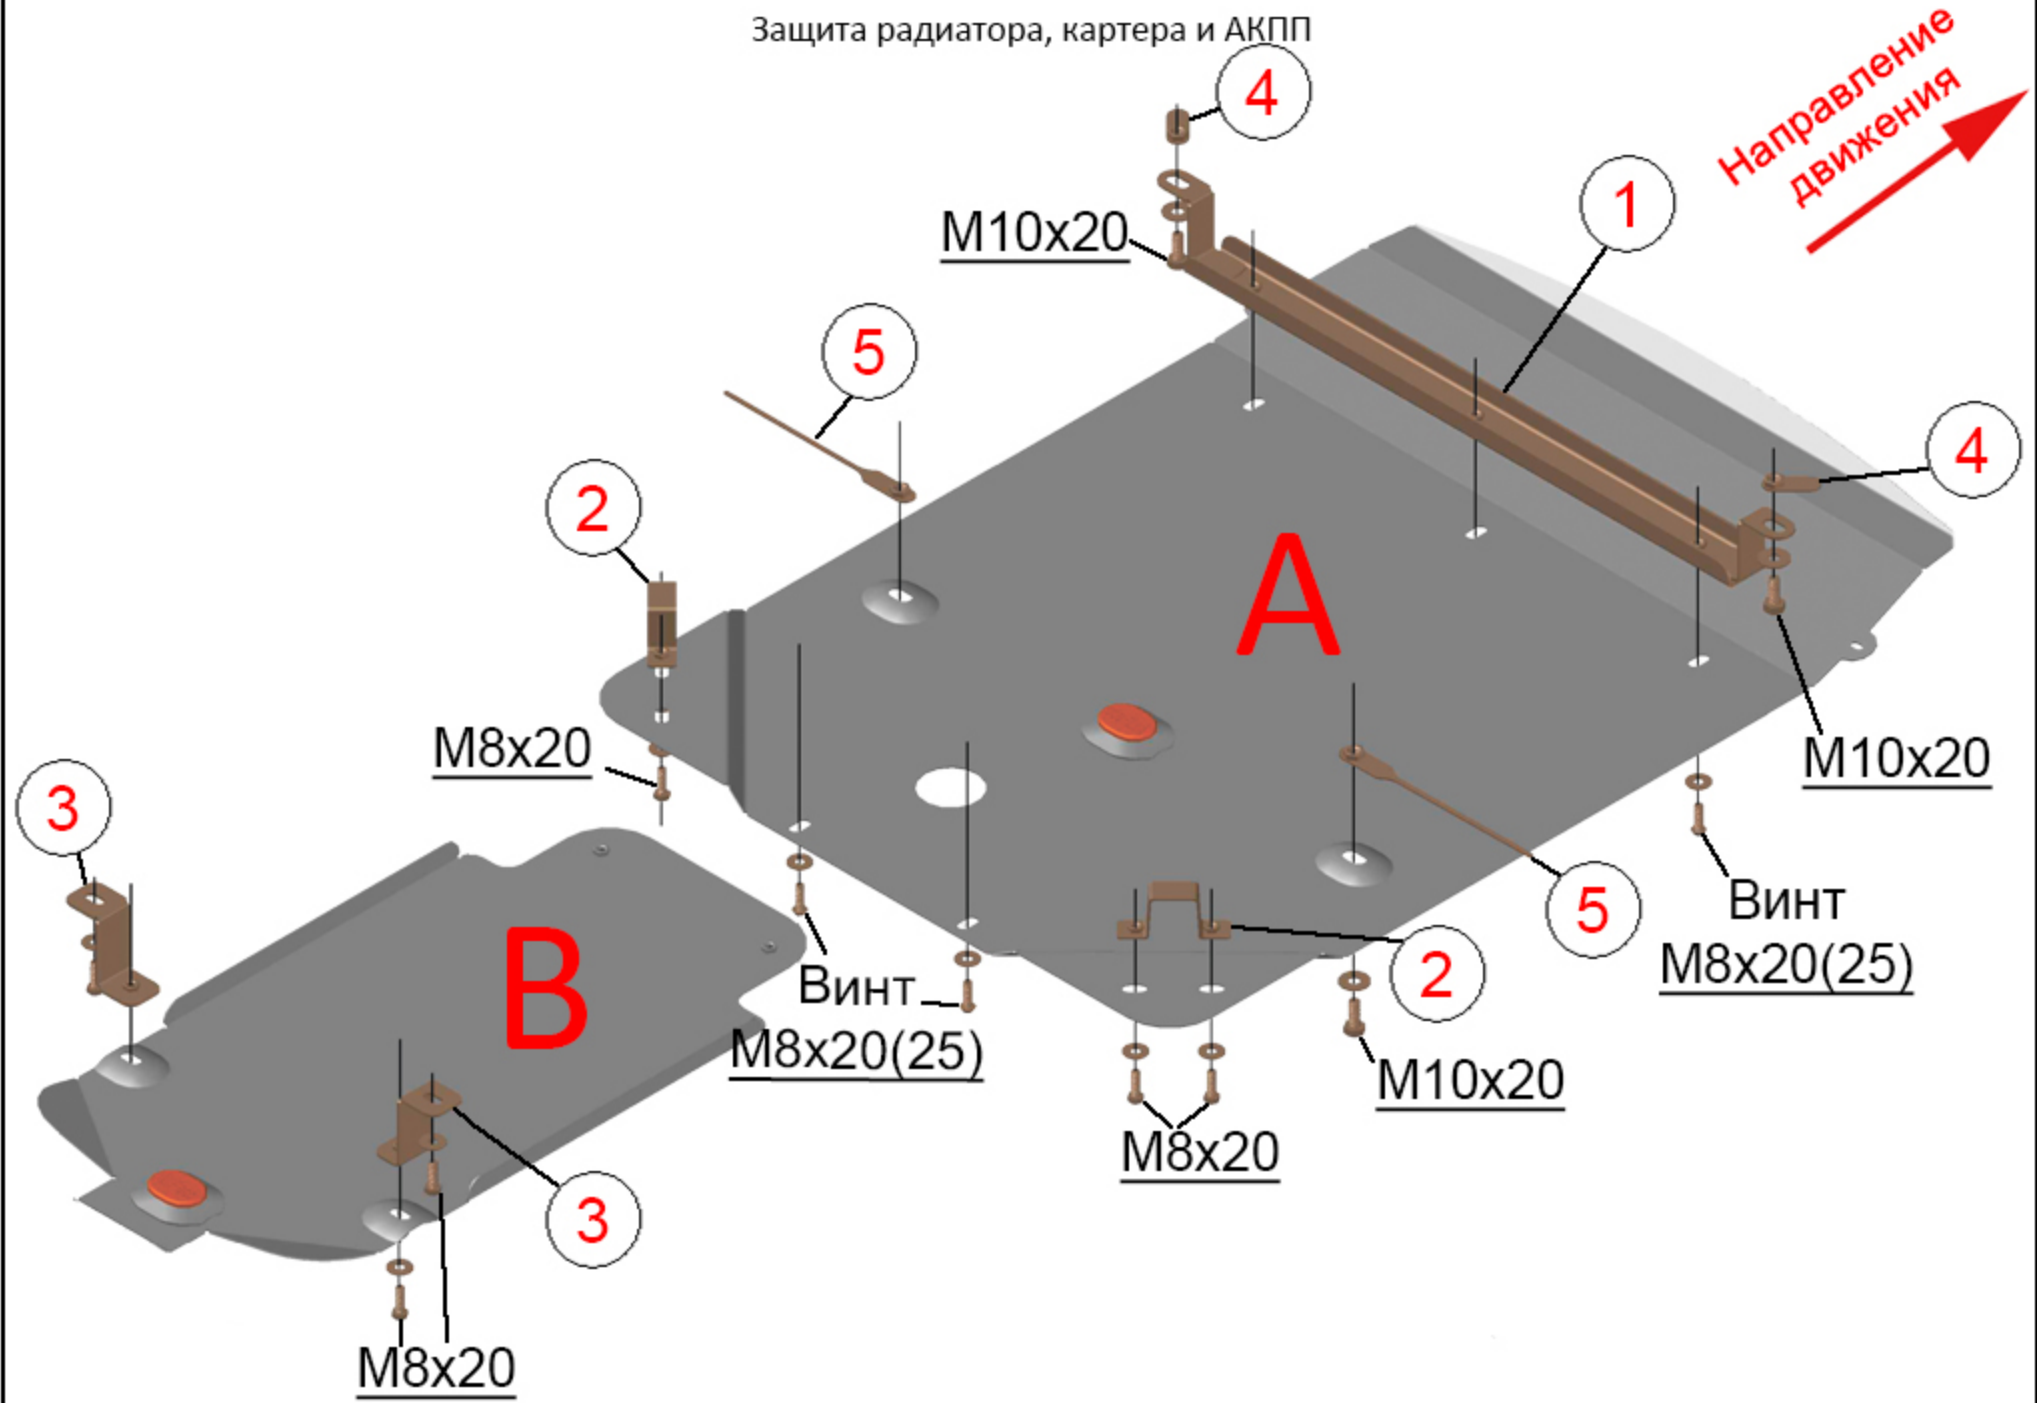 Защита радиатора, картера и АКПП
4
Направление
движения
1
M10x20
5
4
2
A
M8x20
M10x20
3
5
Винт
M8x20(25)
B
2
Винт
M8x20(25)
M10x20
M8x20
3
M8x20